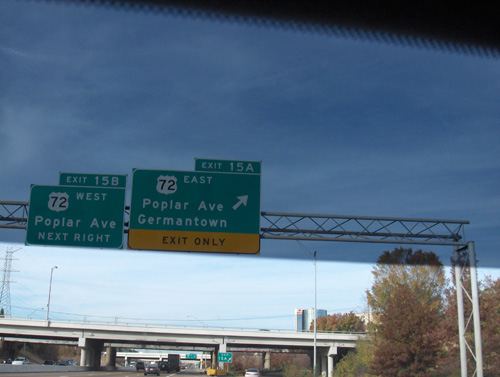 EXIT 15B
72 WEST
Poplar Ave
NEXT RIGHT
EXIT 15A
72 EAST
Poplar Ave
Germantown
EXIT ONLY